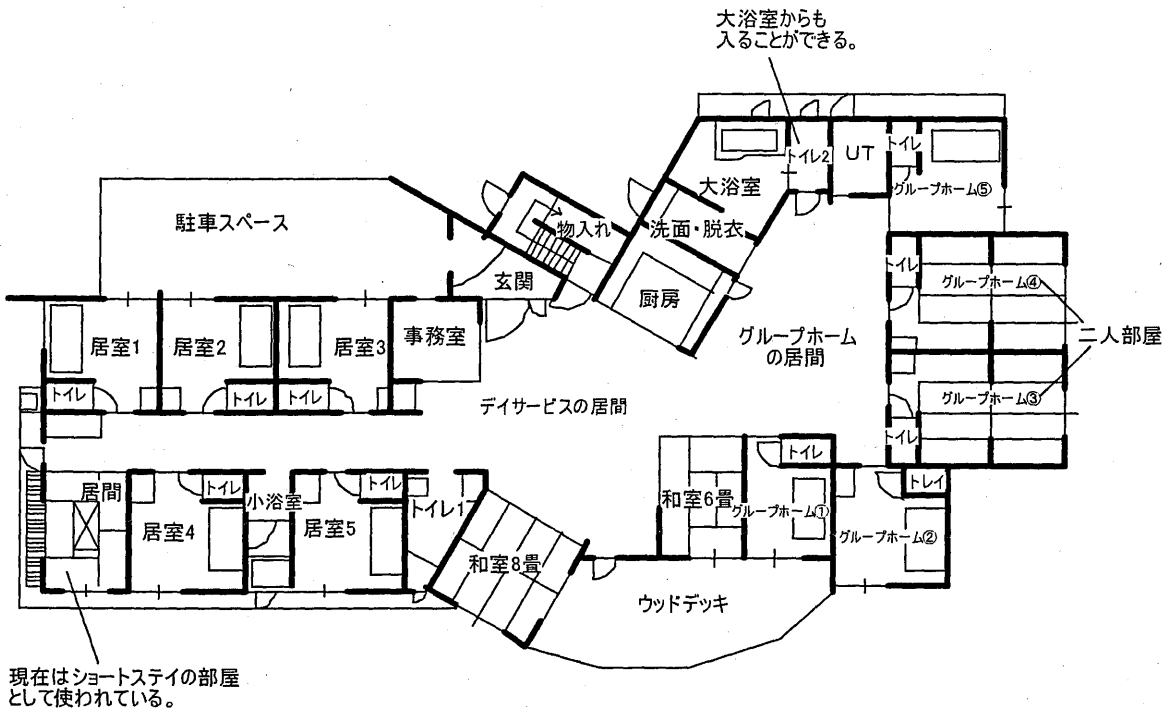 大浴室からも
入ることができる。
トイレ2
UT
トイレ
グループホーム⑤
大浴室
駐車スペース
物入れ
洗面・脱衣
玄関
厨房
トイレ
グループホーム④
居室1
居室2
居室3
事務室
グループホーム
の居間
二人部屋
トイレ
トイレ
トイレ
デイサービスの居間
グループホーム③
トイレ
トイレ
トレイ
居間
トイレ
小浴室
トイレ
トイレ1
和室6畳
グループホーム①
居室4
居室5
グループホーム②
和室8畳
ウッドデッキ
現在はショートステイの部屋
として使われている。